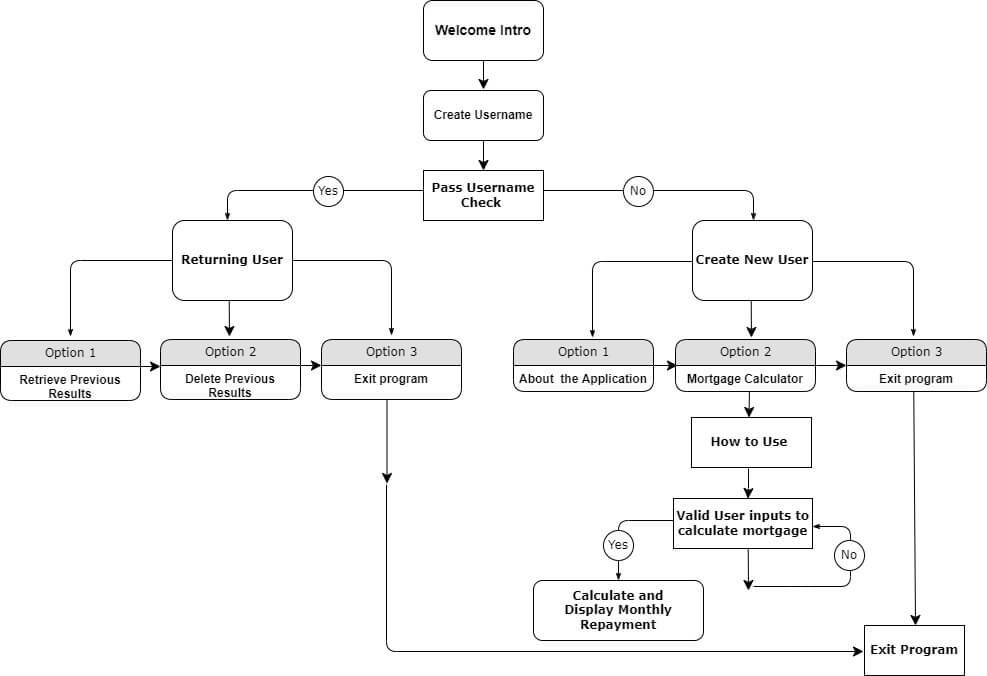 Welcome Intro
Create Username
Pass Username
Check
Yes
No
Returning User
Create New User
Option 1
Retrieve Previous
Results
Option 2
Delete Previous
Results
Option 3
Exit program
Option 1
About the Application
Option 2
Mortgage Calculator
Option 3
Exit program
How to Use
Valid User inputs to
calculate mortgage
Yes
No
Calculate and
Display Monthly
Repayment
Exit Program